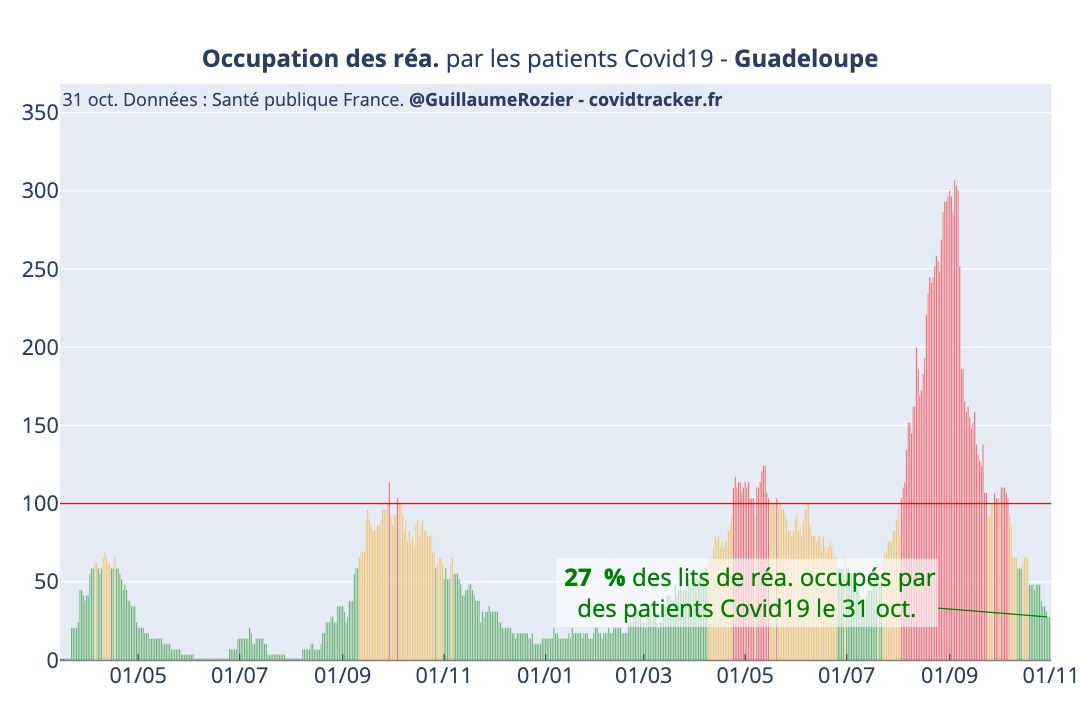 Occupation des réa. par les patients Covid19 - Guadeloupe
31 oct. Données : Santé publique France. @GuillaumeRozier - covidtracker.fr
350
300
250
200
150
100
50
0
27 % des lits de réa. occupés par
des patients Covid19 le 31 oct.
01/05 01/07 01/09 01/11 01/01 01/03 01/05 01/07 01/09 01/11